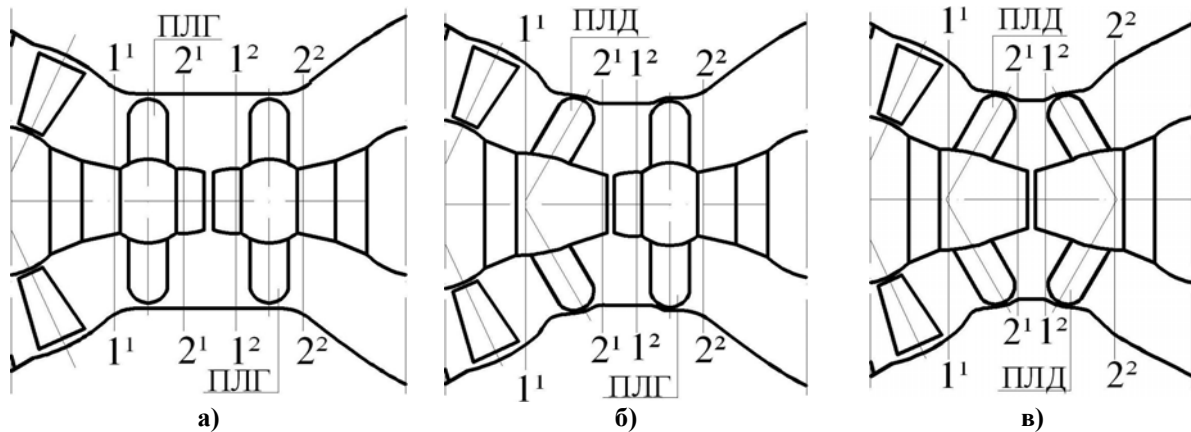 ПЛГ
1¹ 2¹ 1² 2²
1¹ 2¹ 1² 2²
ПЛГ
а)
1¹ ПЛД
2¹ 1² 2²
2¹ 1² 2²
1¹ ПЛГ
б)
1¹ ПЛД 2²
2¹ 1²
2¹ 1²
1¹ ПЛД 2²
в)